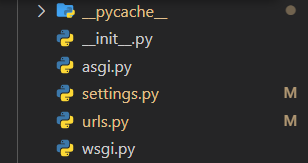 __pycache__
__init__.py
asgi.py
settings.py M
urls.py M
wsgi.py